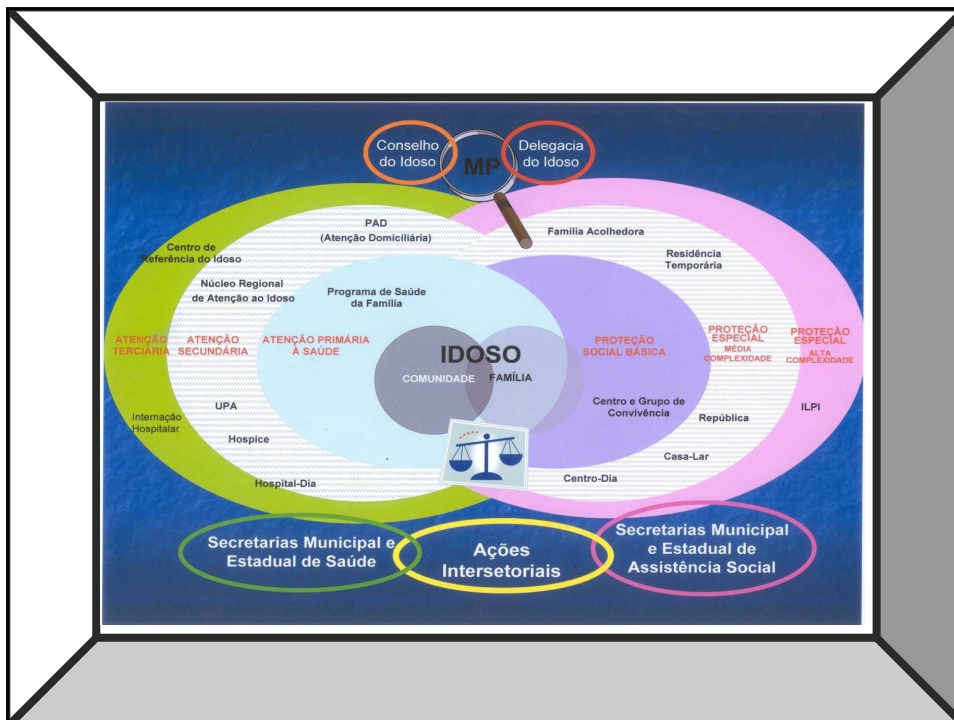 Conselho
do Idoso
MP
Delegacia
do Idoso
PAD
(Atenção Domiciliária)
Família Acolhedora
Centro de
Referência do Idoso
Residência
Temporária
Núcleo Regional
de Atenção ao Idoso
Programa de Saúde
da Família
ATENÇÃO
TERCIÁRIA
ATENÇÃO
SECUNDÁRIA
ATENÇÃO PRIMÁRIA
À SAÚDE
IDOSO
COMUNIDADE
FAMÍLIA
PROTEÇÃO
SOCIAL BÁSICA
PROTEÇÃO
ESPECIAL
MÉDIA
COMPLEXIDADE
PROTEÇÃO
ESPECIAL
ALTA
COMPLEXIDADE
Internação
Hospitalar
UPA
Hospice
Hospital-Dia
Centro e Grupo de
Convivência
República
ILPI
Casa-Lar
Centro-Dia
Secretarias Municipal e
Estadual de Saúde
Ações
Intersetoriais
Secretarias Municipal
e Estadual de
Assistência Social